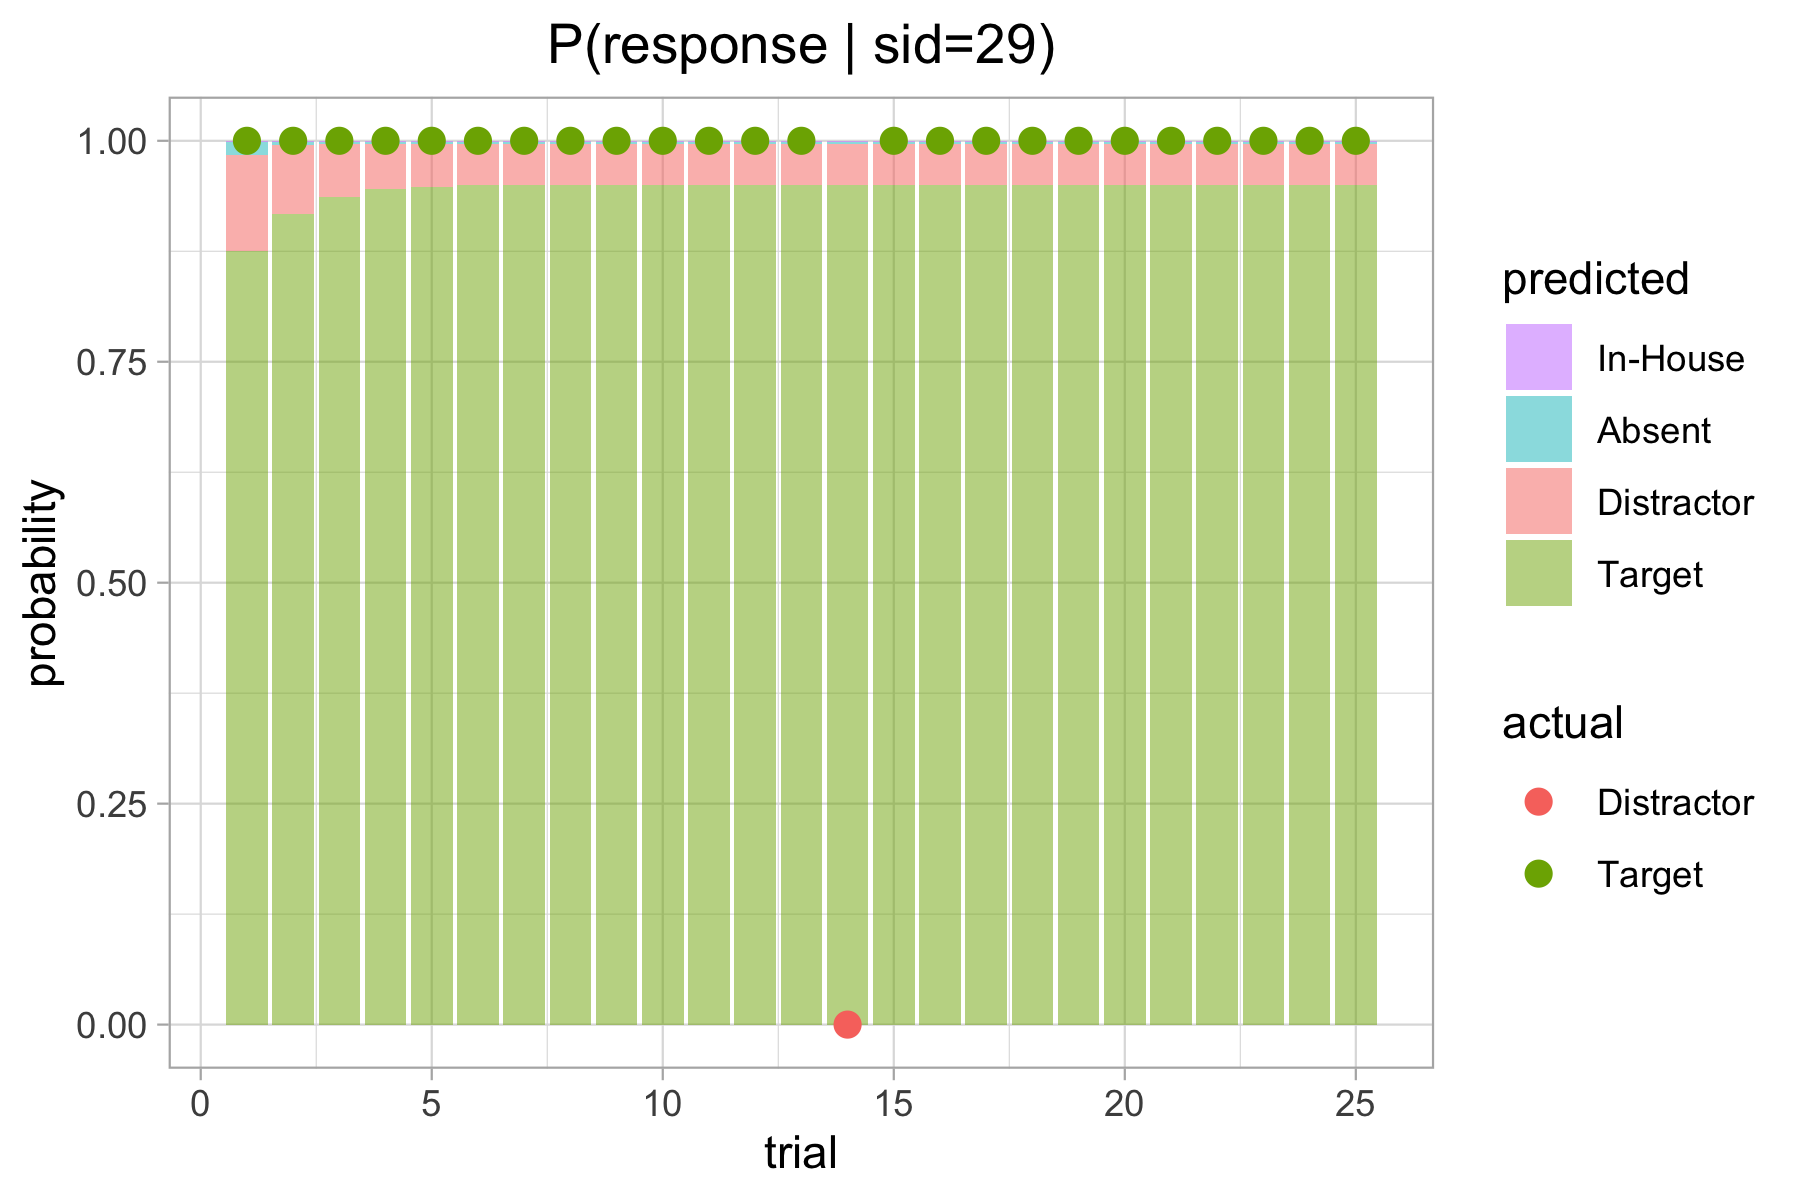 P(response | sid=29)
1.00
0.75
0.50
0.25
0.00
probability
0 5 10 15 20 25
trial
predicted
In-House
Absent
Distractor
Target
actual
Distractor
Target